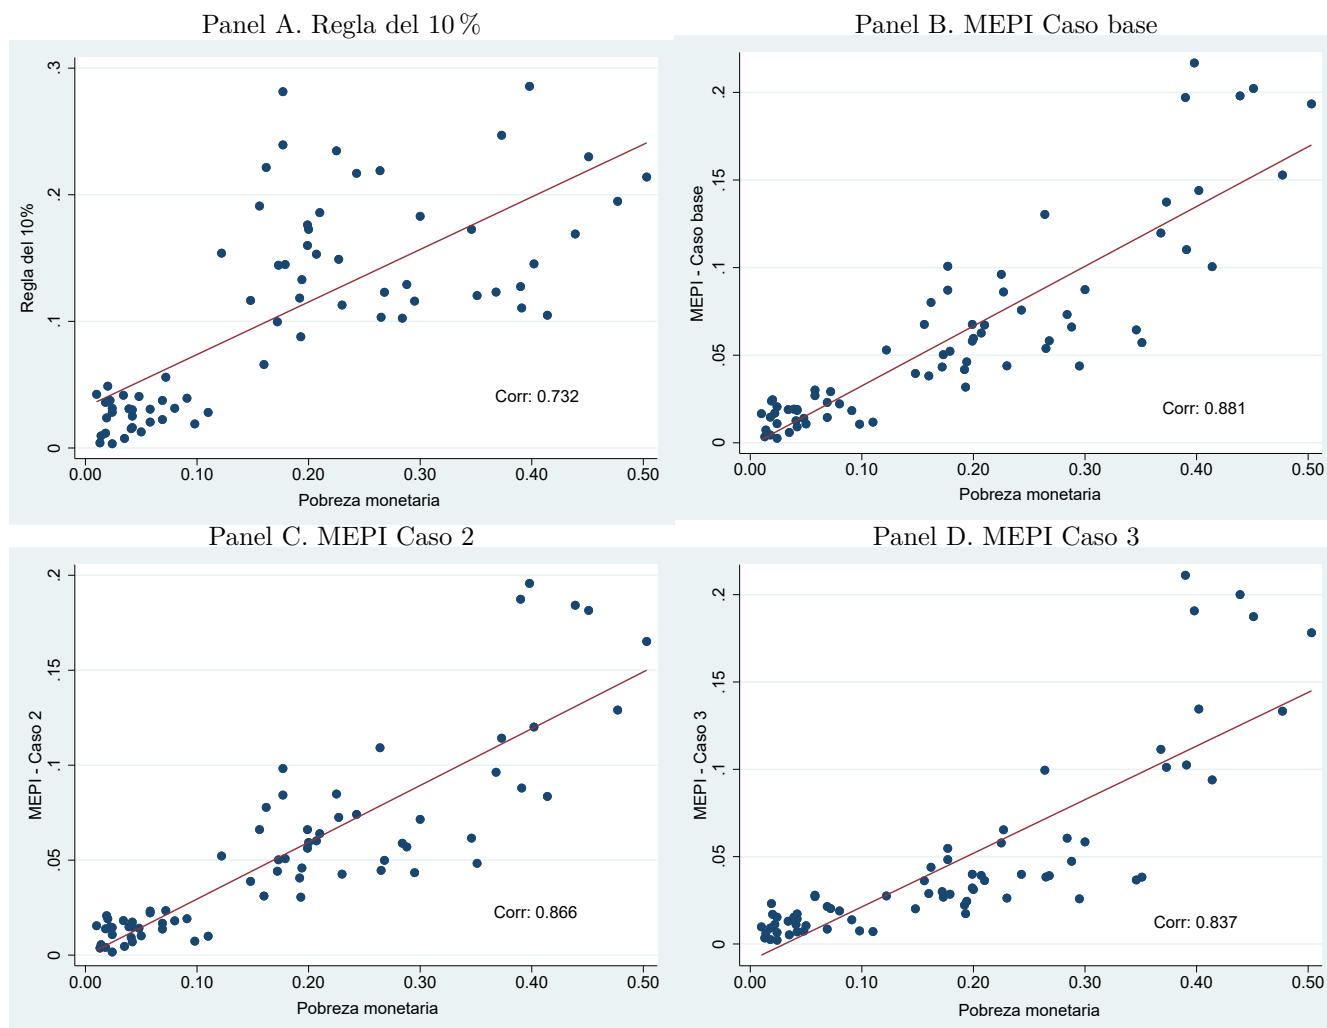 Panel A. Regla del 10 %
Regla del 10%
.3
.2
.1
0
Corr: 0.732
0.00 0.10 0.20 0.30 0.40 0.50
Pobreza monetaria
Panel B. MEPI Caso base
MEPI - Caso base
.2
.15
.1
.05
0
Corr: 0.881
0.00 0.10 0.20 0.30 0.40 0.50
Pobreza monetaria
Panel C. MEPI Caso 2
MEPI - Caso 2
.2
.15
.1
.05
0
Corr: 0.866
0.00 0.10 0.20 0.30 0.40 0.50
Pobreza monetaria
Panel D. MEPI Caso 3
MEPI - Caso 3
.2
.15
.1
.05
0
Corr: 0.837
0.00 0.10 0.20 0.30 0.40 0.50
Pobreza monetaria